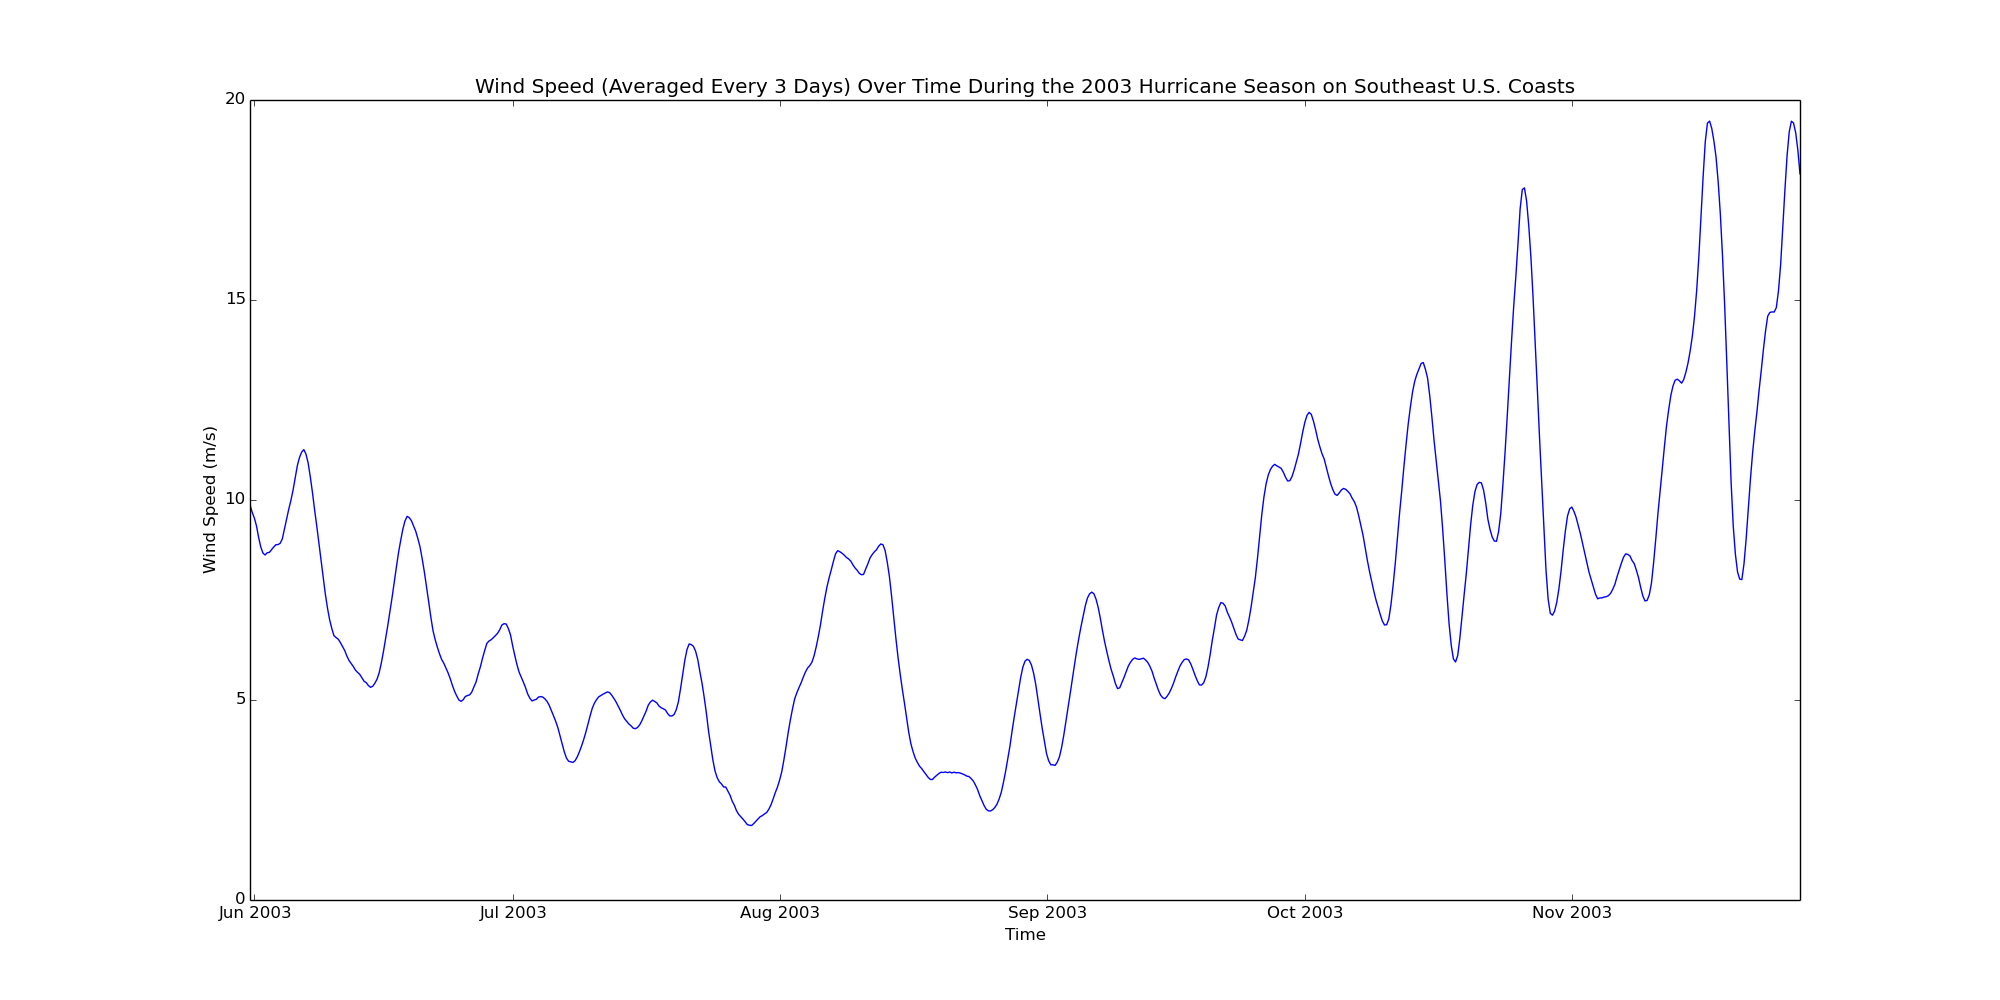 Wind Speed (Averaged Every 3 Days) Over Time During the 2003 Hurricane Season on Southeast U.S. Coasts
20
15
10
5
0
Wind Speed (m/s)
Jun 2003 Jul 2003 Aug 2003 Sep 2003 Oct 2003 Nov 2003
Time